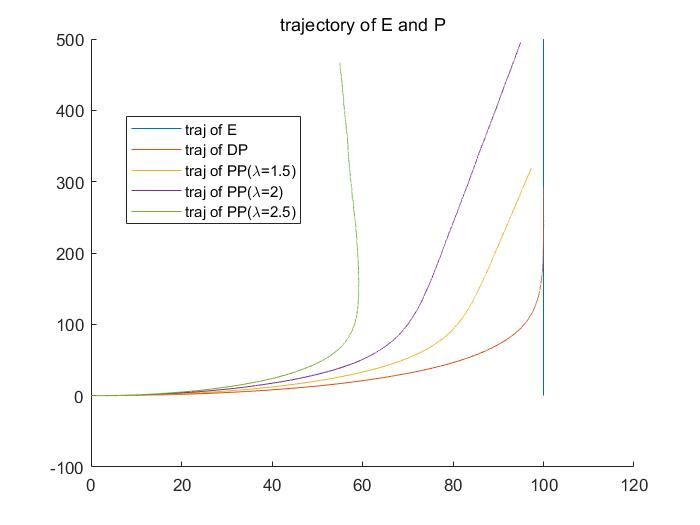 trajectory of E and P
500
400
300
200
100
0
-100
traj of E
traj of DP
traj of PP(λ=1.5)
traj of PP(λ=2)
traj of PP(λ=2.5)
0 20 40 60 80 100 120